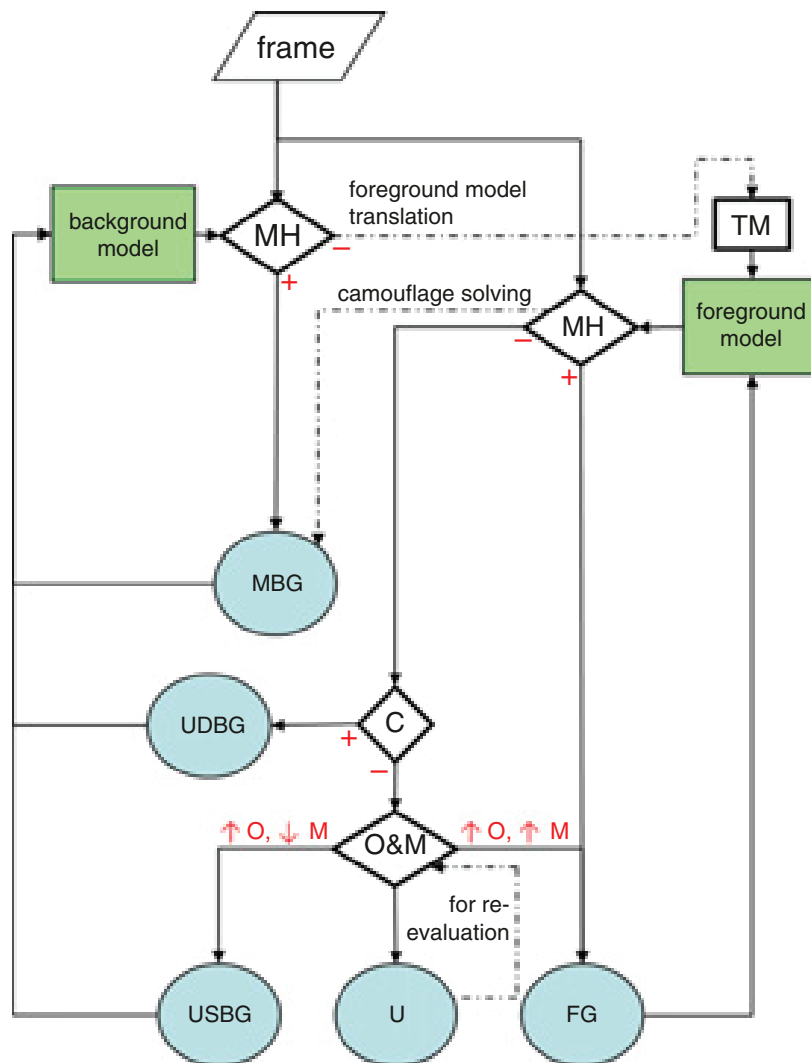 frame
foreground model
translation
background
model
MH
−
+
TM
camouflage solving
MH
−
+
foreground
model
MBG
UDBG
C
+
−
↑ O, ↓ M
O&M
↑ O, ↑ M
for re-
evaluation
USBG
U
FG